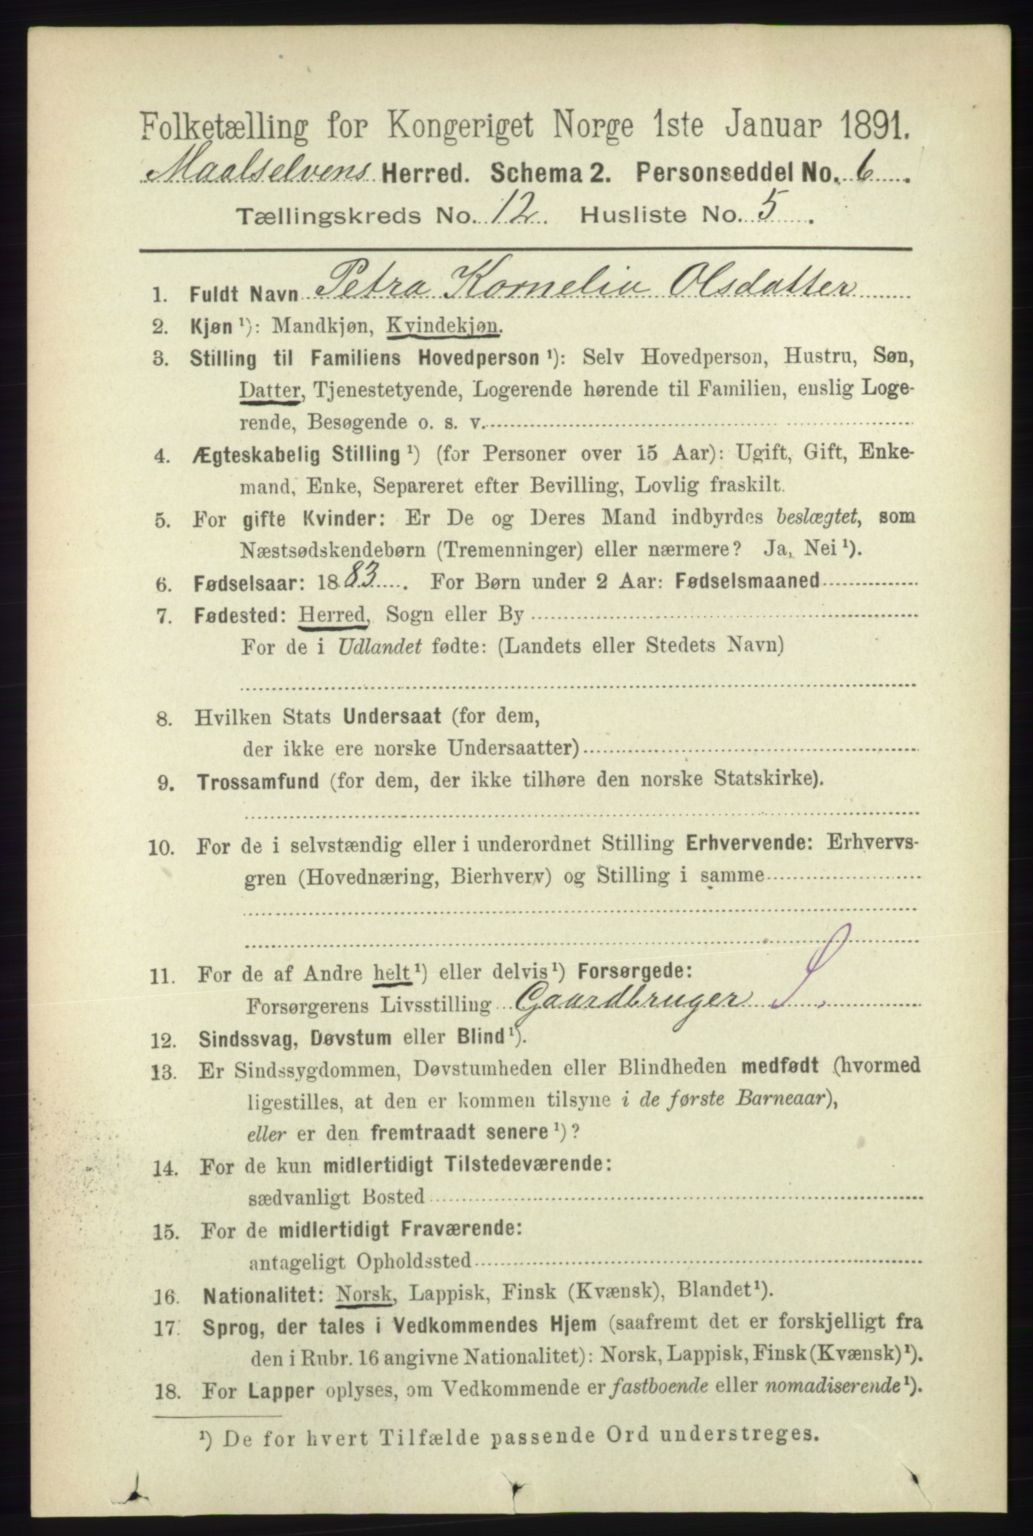 Folketælling for Kongeriget Norge 1ste Januar 1891.
Maalselvens Herred. Schema 2. Personseddel No. 6.
Tællingskreds No. 12 Husliste No. 5.
1. Fuldt Navn Petra Kornelia Olsdatter
2. Kjøn¹): Mandkjøn, Kvindekjøn.
3. Stilling til Familiens Hovedperson¹): Selv Hovedperson, Hustru, Søn,
Datter, Tjenestetyende, Logerende hørende til Familien, enslig Loge-
rende, Besøgende o. s. v.
4. Ægteskabelig Stilling¹) (for Personer over 15 Aar): Ugift, Gift, Enke-
mand, Enke, Separeret efter Bevilling, Lovlig fraskilt.
5. For gifte Kvinder: Er De og Deres Mand indbyrdes beslægtet, som
Næstsødskendebørn (Tremenninger) eller nærmere? Ja, Nei¹).
6. Fødselsaar: 1883. For Børn under 2 Aar: Fødselsmaaned
7. Fødested: Herred, Sogn eller By
For de i Udlandet fødte: (Landets eller Stedets Navn)
8. Hvilken Stats Undersaat (for dem,
der ikke ere norske Undersaatter)
9. Trossamfund (for dem, der ikke tilhøre den norske Statskirke).
10. For de i selvstændig eller i underordnet Stilling Erhvervende: Erhvervs-
gren (Hovednæring, Bierhverv) og Stilling i samme
11. For de af Andre helt¹) eller delvis¹) Forsørgede:
Forsørgerens Livsstilling Gaardbruger S.
12. Sindssvag, Døvstum eller Blind¹).
13. Er Sindssygdommen, Døvstumheden eller Blindheden medfødt (hvormed
ligestilles, at den er kommen tilsyne i de første Barneaar),
eller er den fremtraadt senere¹)?
14. For de kun midlertidigt Tilstedeværende:
sædvanligt Bosted
15. For de midlertidigt Fraværende:
antageligt Opholdssted
16. Nationalitet: Norsk, Lappisk, Finsk (Kvænsk), Blandet¹).
17. Sprog, der tales i Vedkommendes Hjem (saafremt det er forskjelligt fra
den i Rubr. 16 angivne Nationalitet): Norsk, Lappisk, Finsk (Kvænsk)¹).
18. For Lapper oplyses, om Vedkommende er fastboende eller nomadiserende¹).
¹) De for hvert Tilfælde passende Ord understreges.